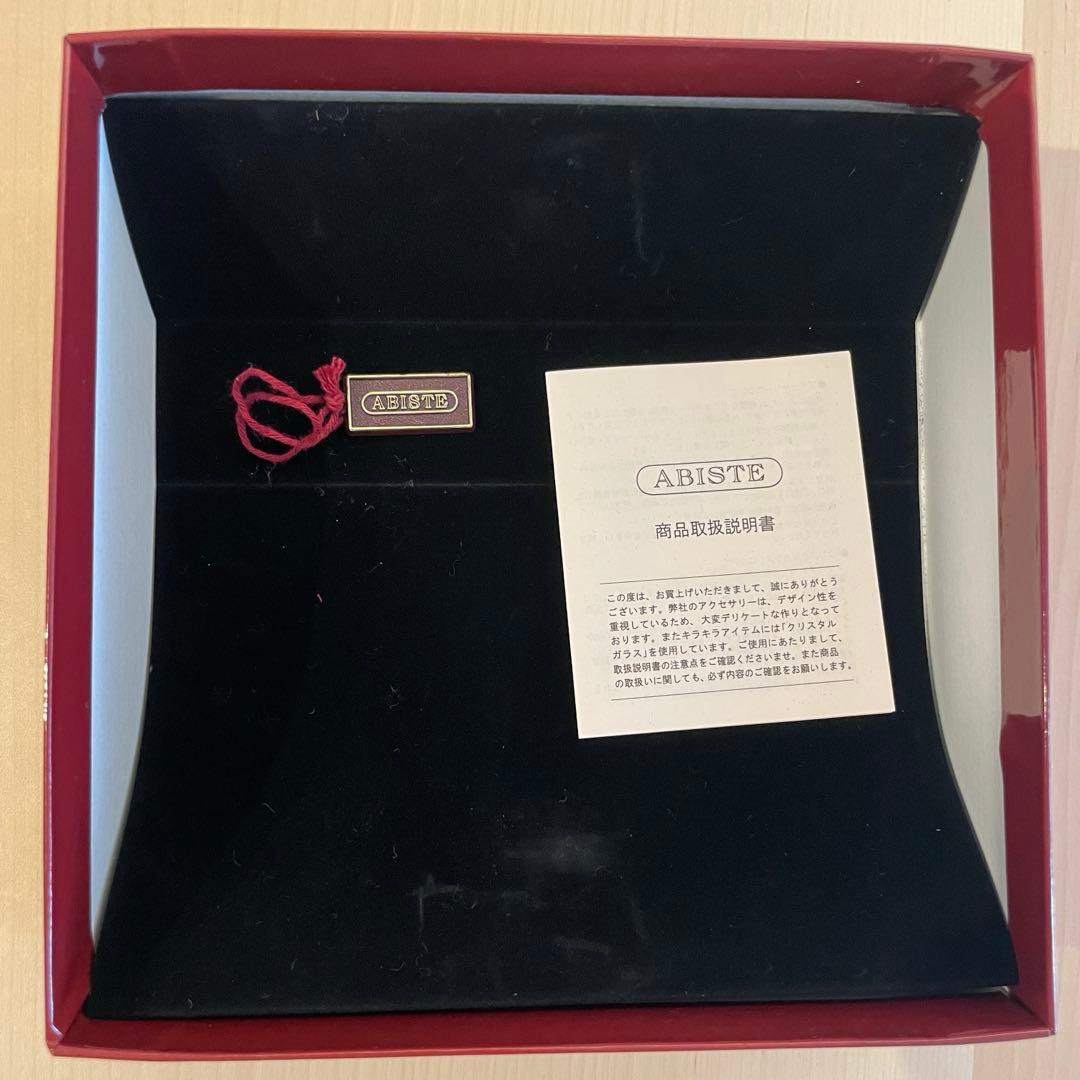 ABISTE
ABISTE
商品取扱説明書
この度は、お買上げいただきまして、誠にありがとう
ございます。弊社のアクセサリーは、デザイン性を
重視しているため、大変デリケートな作りとなって
おります。またキラキラアイテムには「クリスタル
ガラス」を使用しています。ご使用にあたりまして、
取扱説明書の注意点をご確認くださいませ。また商品
の取扱いに関しても、必ず内容のご確認をお願いします。